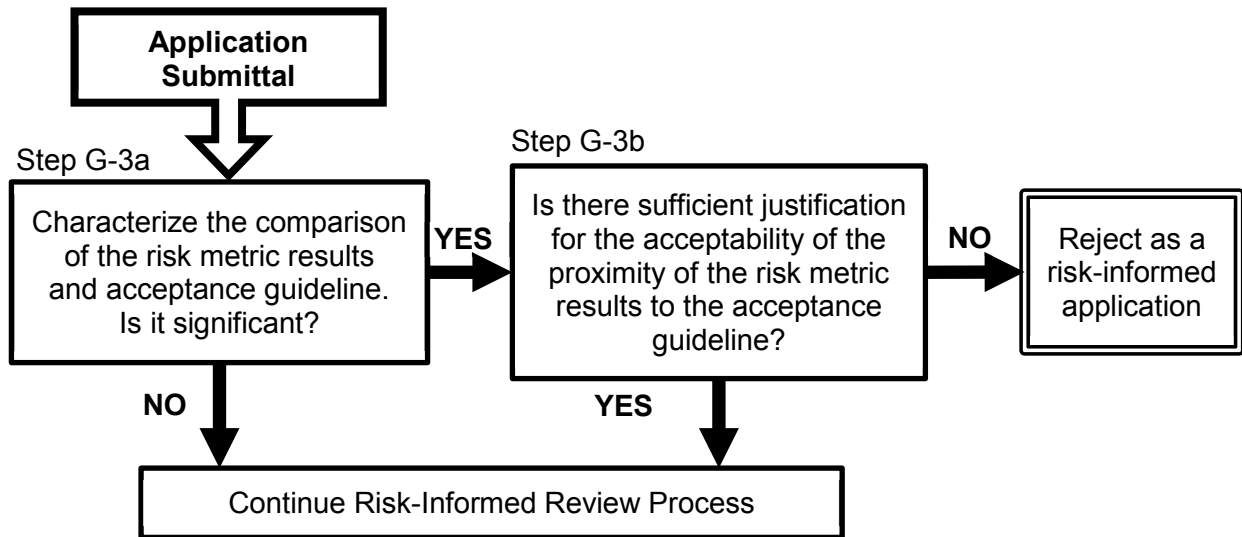 Application
Submittal
Step G-3a
Characterize the comparison
of the risk metric results
and acceptance guideline.
Is it significant?
YES
Step G-3b
Is there sufficient justification
for the acceptability of the
proximity of the risk metric
results to the acceptance
guideline?
NO
Reject as a
risk-informed
application
NO
YES
Continue Risk-Informed Review Process